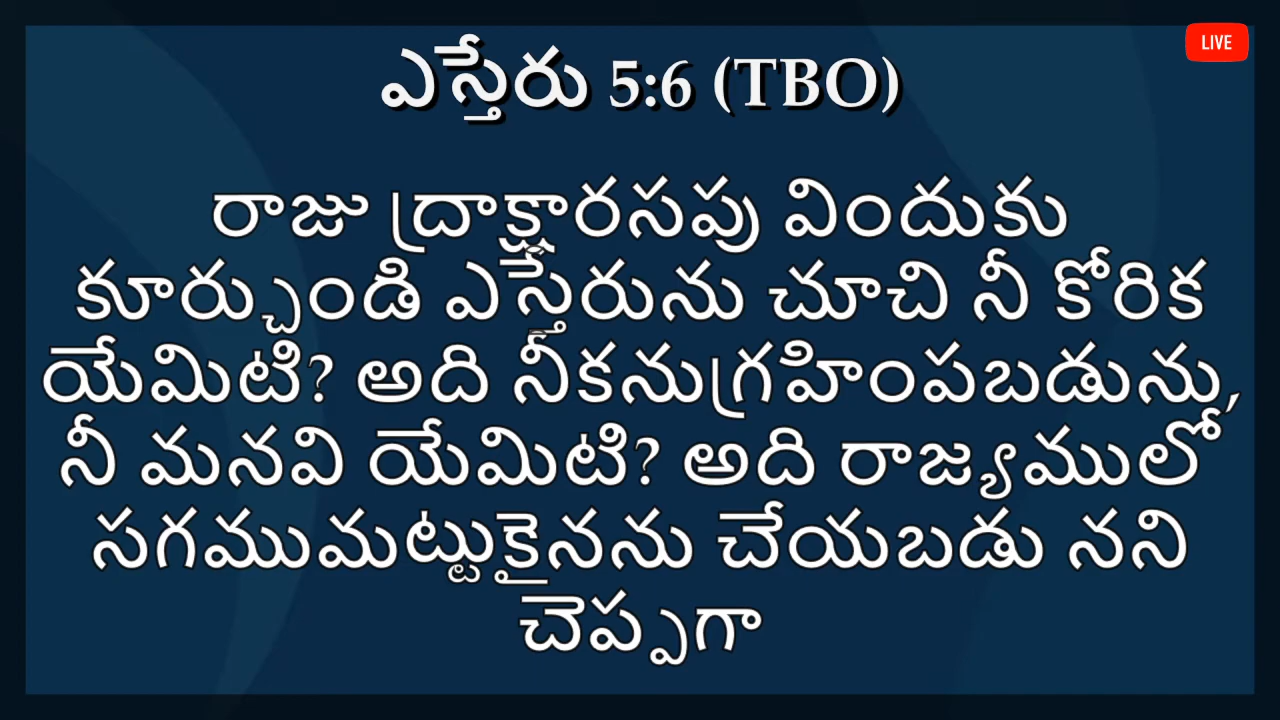 LIVE
ఎస్తేరు 5:6 (TBO)
రాజు ద్రాక్షారసపు విందుకు
కూర్చుండి ఎస్తేరును చూచి నీ కోరిక
యేమిటి? అది నీకనుగ్రహింపబడును,
నీ మనవి యేమిటి? అది రాజ్యములో
సగముమట్టుకైనను చేయబడు నని
చెప్పగా